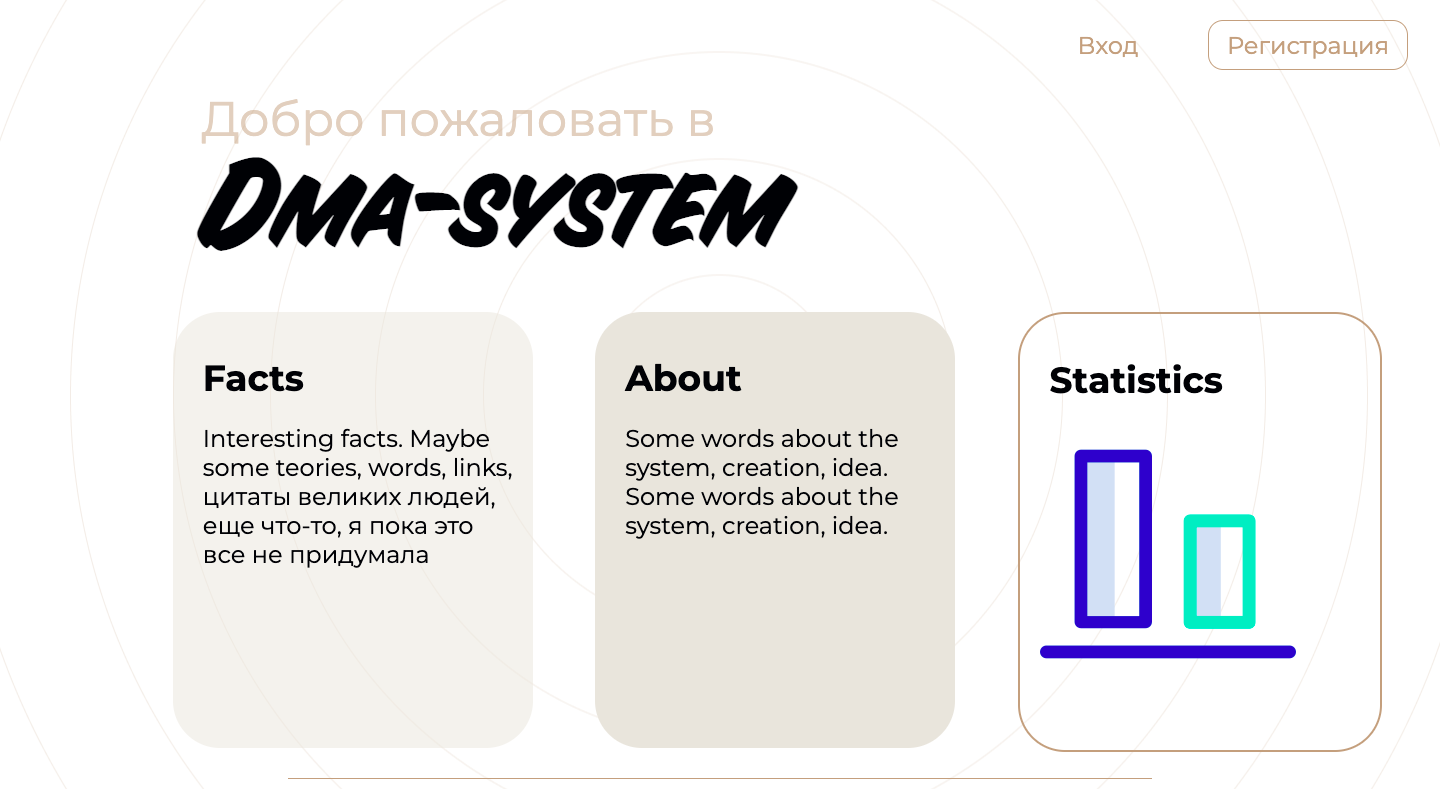 Вход
Регистрация
Добро пожаловать в
DMA-SYSTEM
Facts
Interesting facts. Maybe
some teories, words, links,
цитаты великих людей,
еще что-то, я пока это
все не придумала
About
Some words about the
system, creation, idea.
Some words about the
system, creation, idea.
Statistics